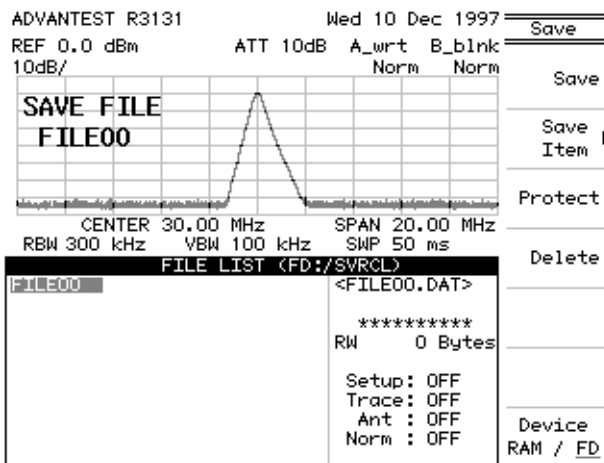 ADVANTEST R3131 Wed 10 Dec 1997
REF 0.0 dBm ATT 10dB A_wrt B_blnk
10dB/ Norm Norm
SAVE FILE
FILE00
CENTER 30.00 MHz SPAN 20.00 MHz
RBW 300 kHz VBW 100 kHz SWP 50 ms
FILE LIST (FD:/SVRCL)
FILE00
<FILE00.DAT>
**********
RW 0 Bytes
Setup: OFF
Trace: OFF
Ant : OFF
Norm : OFF
Save
Save
Save
Item
Protect
Delete
Device
RAM / FD